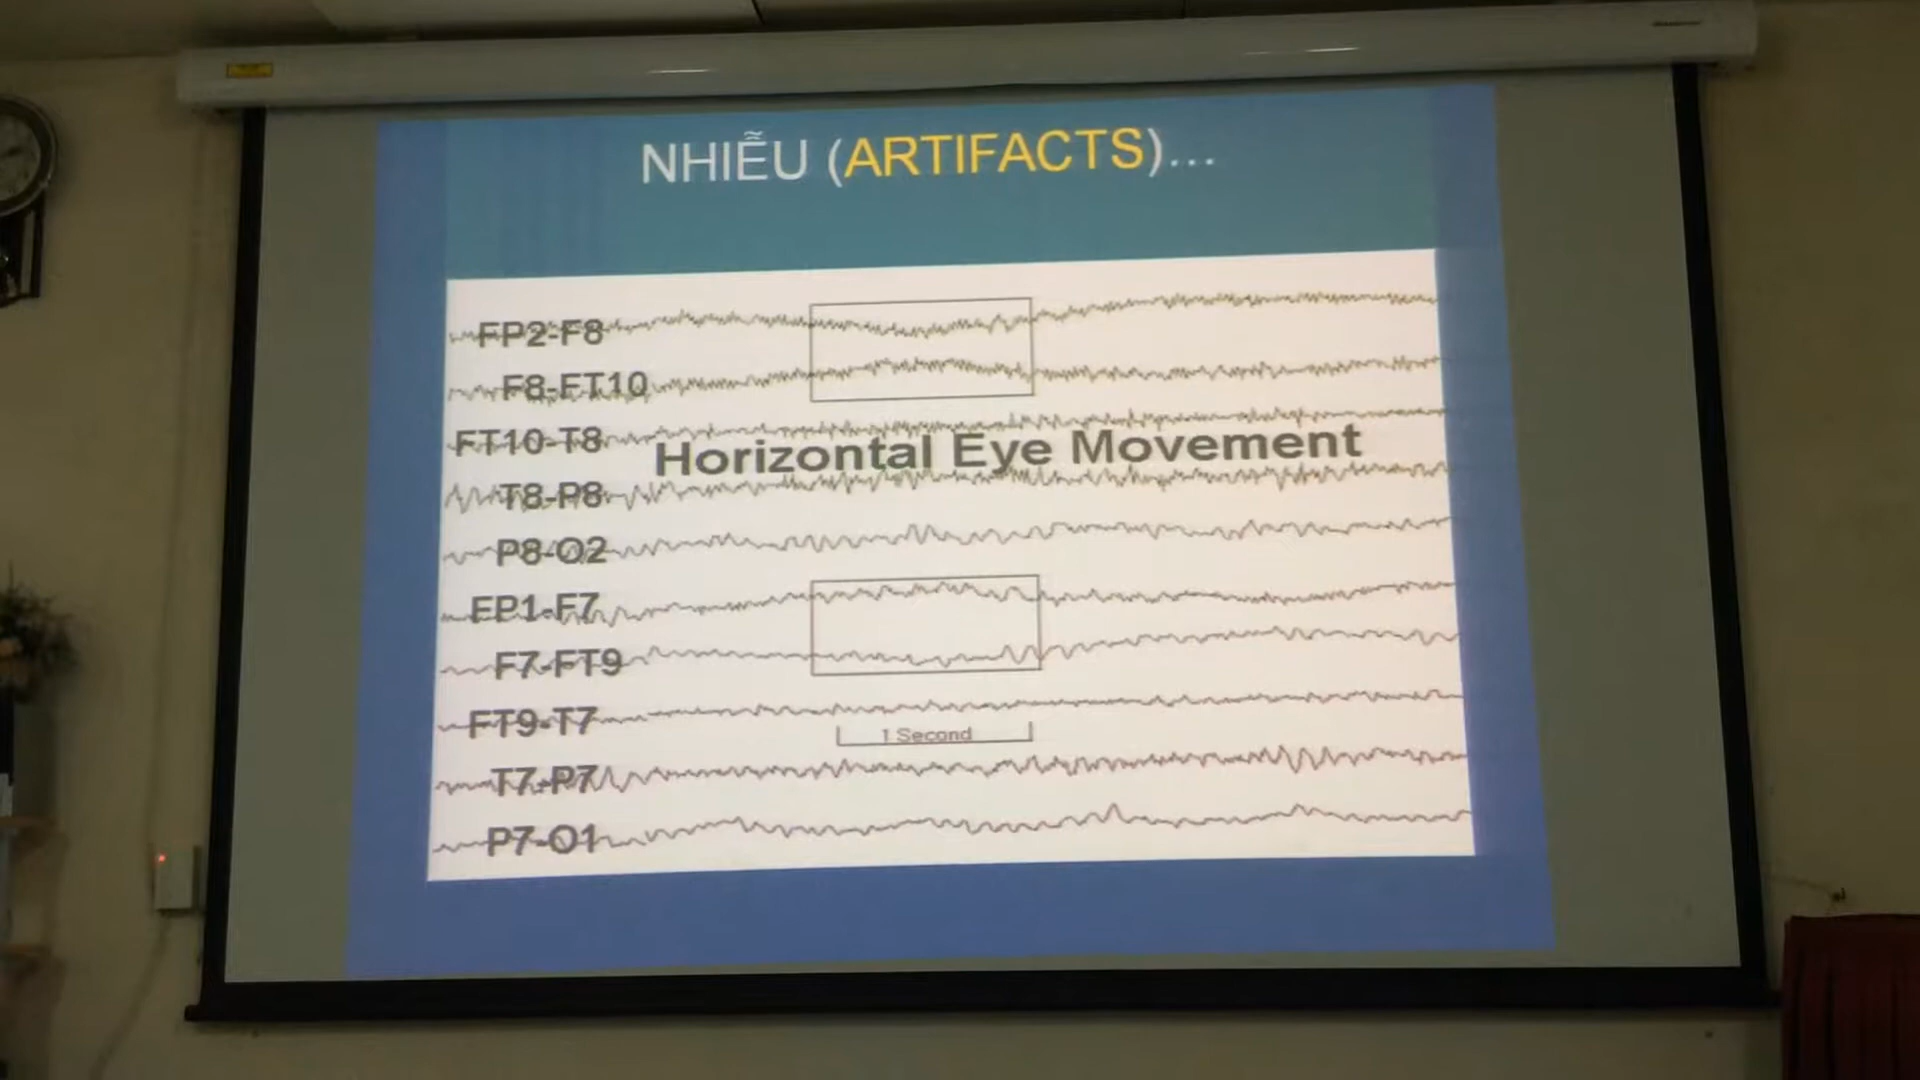 NHIỄU (ARTIFACTS)...
FP2-F8
F8-FT10
FT10-T8
Horizontal Eye Movement
T8-P8
P8-O2
FP1-F7
F7-FT9
FT9-T7
1 Second
T7-P7
P7-O1